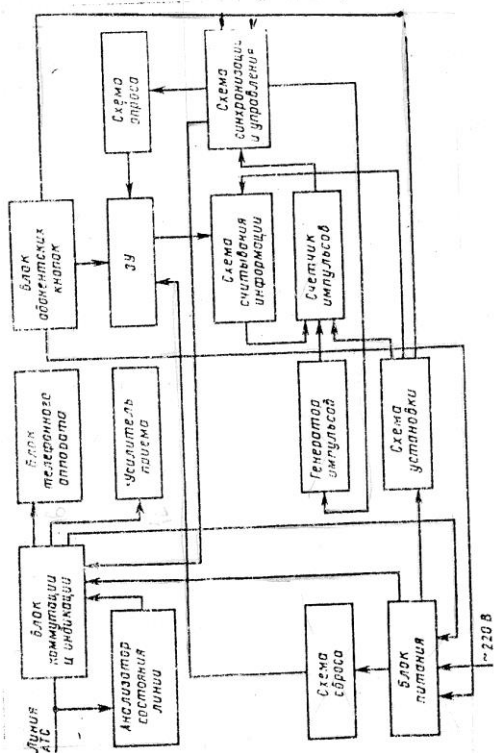 Линия
АТС
Блок
коммутации
и индикации
Анализатор
состояния
линии
Блок
телефонного
аппарата
Усилитель
приема
Блок
абонентских
кнопок
Схема
опроса
ЗУ
Схема
считывания
информации
Схема
синхронизации
и управления
Генератор
импульсов
Счетчик
импульсов
Схема
сброса
Блок
питания
Схема
установки
~220 В